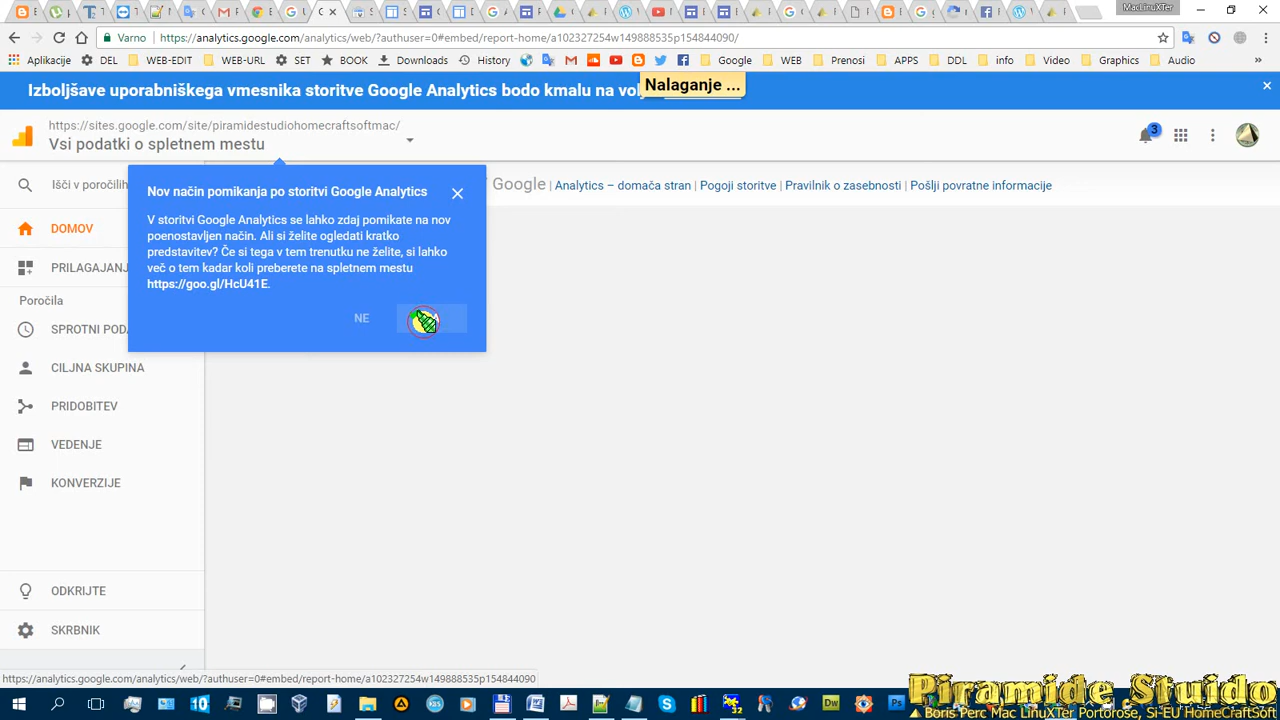 MacLinuXTer
Varno
https://analytics.google.com/analytics/web/?authuser=0#embed/report-home/a102327254w149888535p154844090/
Aplikacije DEL WEB-EDIT WEB-URL SET BOOK Downloads History Google WEB Prenosi APPS DDL info Video Graphics Audio »
Izboljšave uporabniškega vmesnika storitve Google Analytics bodo kmalu na
Nalaganje ...
https://sites.google.com/site/piramidestudiohomecraftsoftmac/
Vsi podatki o spletnem mestu
3
Išči v poročilih
Google Analytics – domača stran Pogoji storitve Pravilnik o zasebnosti Pošlji povratne informacije
Nov način pomikanja po storitvi Google Analytics
V storitvi Google Analytics se lahko zdaj pomikate na nov
poenostavljen način. Ali si želite ogledati kratko
predstavitev? Če si tega v tem trenutku ne želite, si lahko
več o tem kadar koli preberete na spletnem mestu
https://goo.gl/HcU41E.
NE
DOMOV
PRILAGAJANJ
Poročila
SPROTNI PODA
CILJNA SKUPINA
PRIDOBITEV
VEDENJE
KONVERZIJE
ODKRIJTE
SKRBNIK
https://analytics.google.com/analytics/web/?authuser=0#embed/report-home/a102327254w149888535p154844090
Piramide Stuido
▲ Boris Perc Mac LinuXTer Portorose, Si-EU HomeCraftSoft